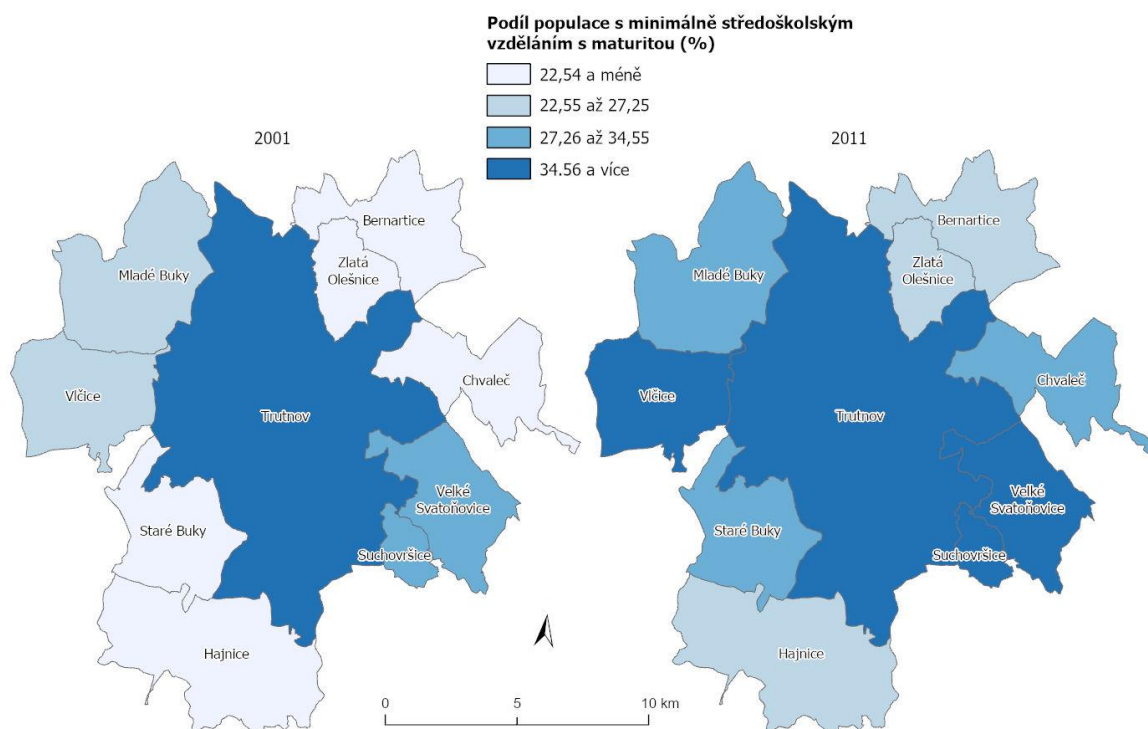 Podíl populace s minimálně středoškolským
vzděláním s maturitou (%)
22,54 a méně
22,55 až 27,25
27,26 až 34,55
34.56 a více
2001
Bernartice
Zlatá
Olešnice
Mladé Buky
Chvaleč
Vlčice
Trutnov
Velké
Svatoňovice
Staré Buky
Suchovršice
Hajnice
2011
Bernartice
Zlatá
Olešnice
Mladé Buky
Chvaleč
Vlčice
Trutnov
Velké
Svatoňovice
Staré Buky
Suchovršice
Hajnice
0 5 10 km